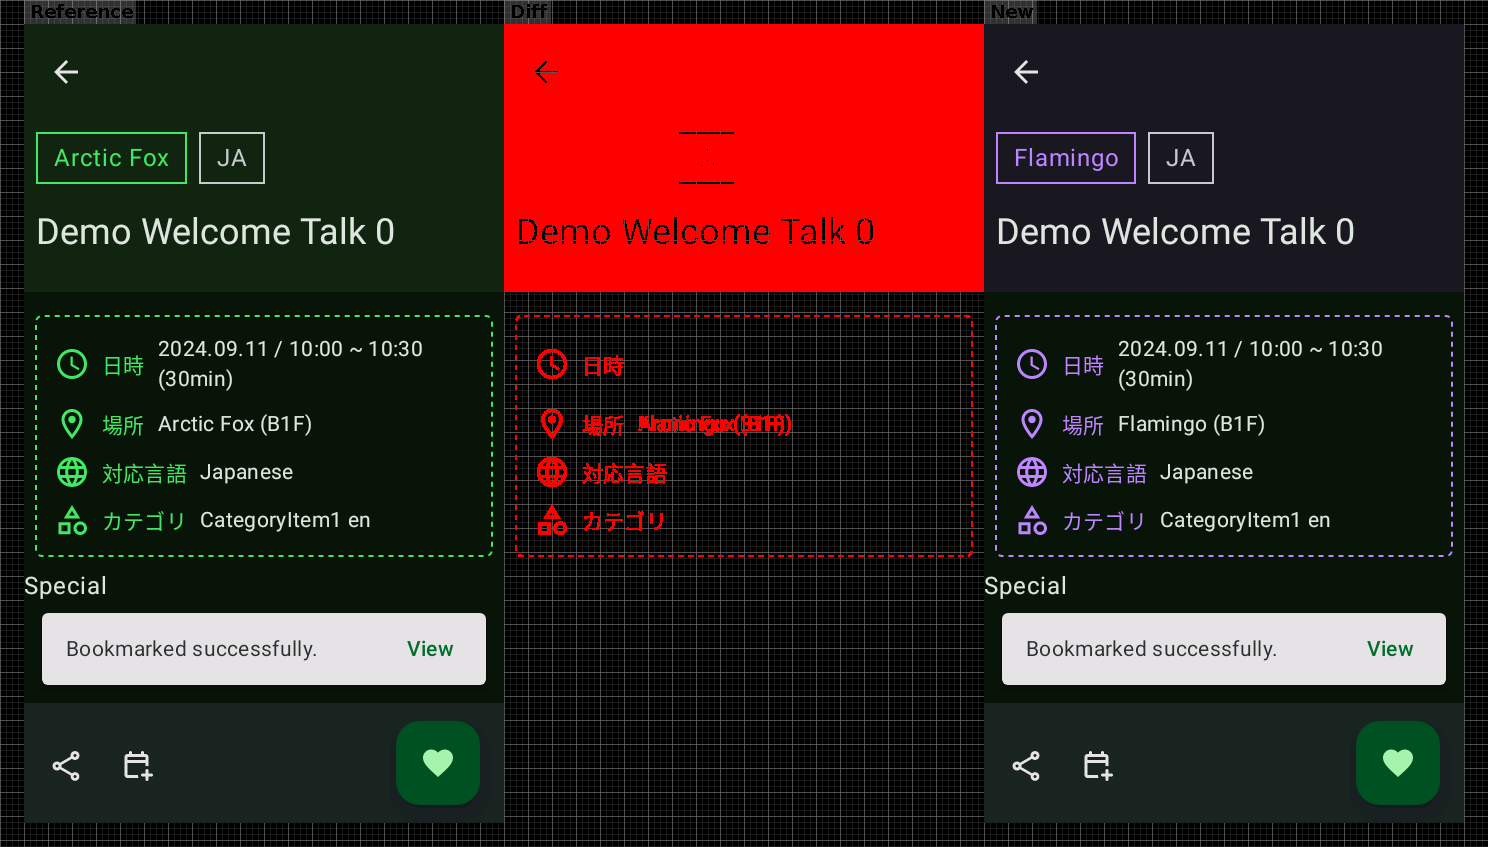 Reference
Arctic Fox
JA
Demo Welcome Talk 0
日時
2024.09.11 / 10:00 ~ 10:30
(30min)
場所 Arctic Fox (B1F)
対応言語 Japanese
カテゴリ CategoryItem1 en
Special
Bookmarked successfully.
View
Diff
Demo Welcome Talk 0
日時
場所
対応言語
カテゴリ
New
Flamingo
JA
Demo Welcome Talk 0
日時
2024.09.11 / 10:00 ~ 10:30
(30min)
場所 Flamingo (B1F)
対応言語 Japanese
カテゴリ CategoryItem1 en
Special
Bookmarked successfully.
View